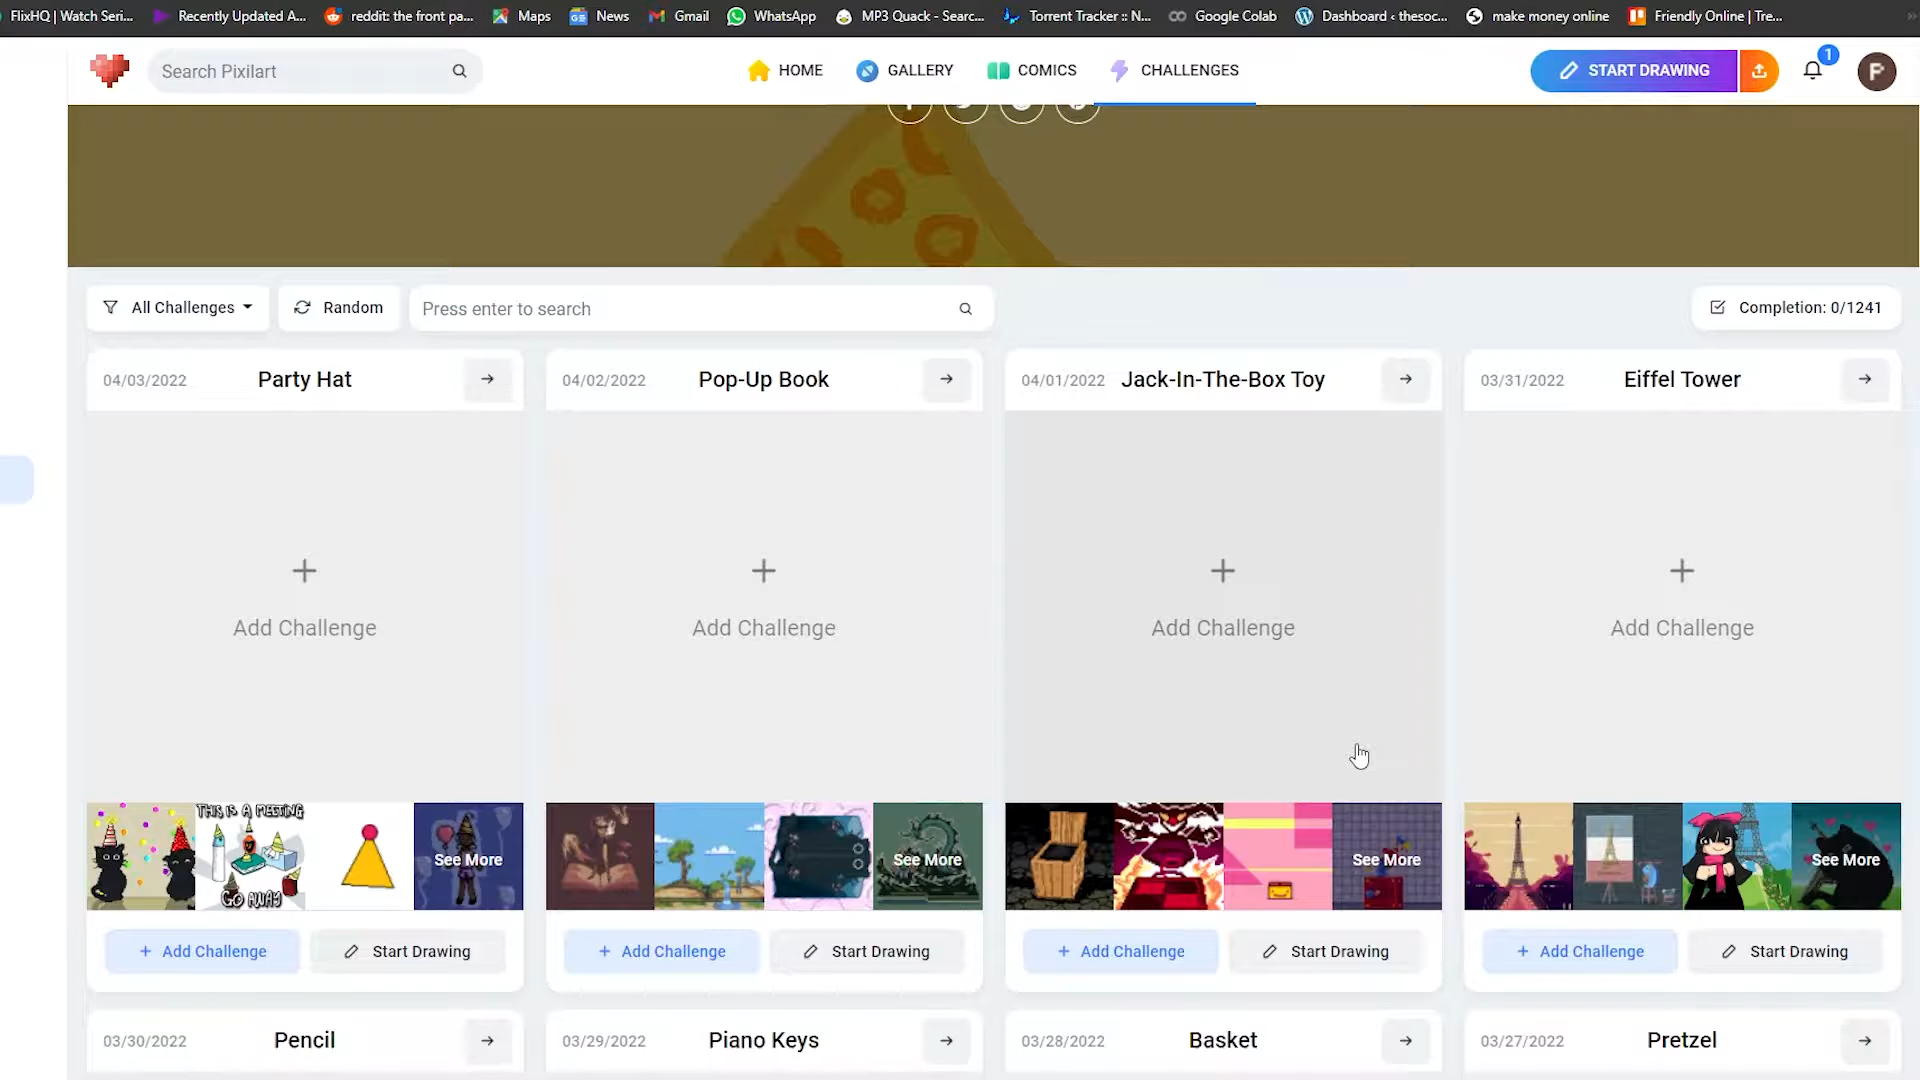 FlixHQ | Watch Seri...
Recently Updated A...
reddit: the front pa...
Maps
News
Gmail
WhatsApp
MP3 Quack - Searc...
Torrent Tracker :: N...
Google Colab
Dashboard ‹ thesoc...
make money online
Friendly Online | Tre...
Search Pixilart
HOME
GALLERY
COMICS
CHALLENGES
START DRAWING
1
P
All Challenges
Random
Press enter to search
Completion: 0/1241
04/03/2022 Party Hat
04/02/2022 Pop-Up Book
04/01/2022 Jack-In-The-Box Toy
03/31/2022 Eiffel Tower
Add Challenge
Add Challenge
Add Challenge
Add Challenge
THIS IS A MEETING
GO AWAY
See More
See More
See More
See More
+ Add Challenge
Start Drawing
+ Add Challenge
Start Drawing
+ Add Challenge
Start Drawing
+ Add Challenge
Start Drawing
03/30/2022 Pencil
03/29/2022 Piano Keys
03/28/2022 Basket
03/27/2022 Pretzel